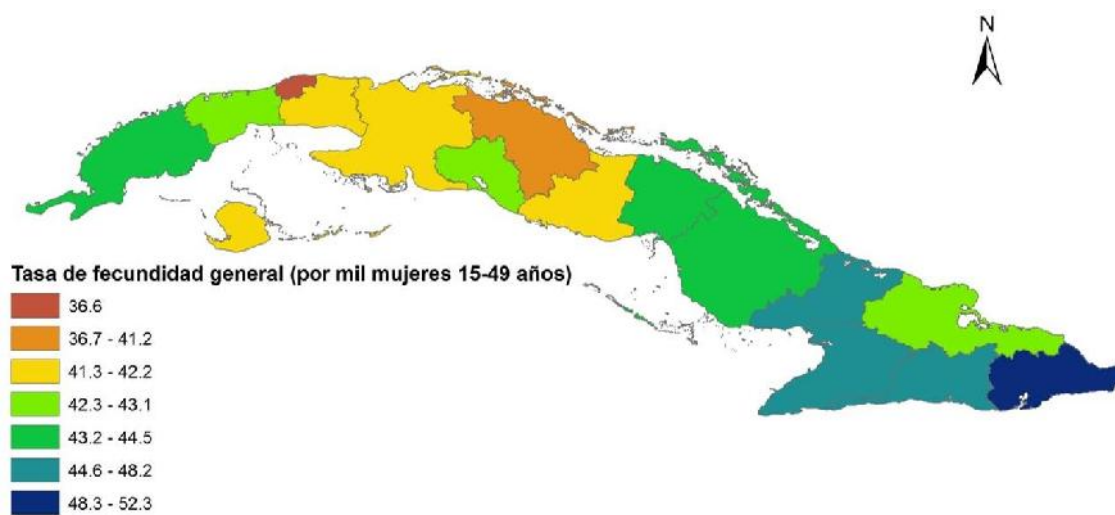 N
Tasa de fecundidad general (por mil mujeres 15-49 años)
36.6
36.7 - 41.2
41.3 - 42.2
42.3 - 43.1
43.2 - 44.5
44.6 - 48.2
48.3 - 52.3